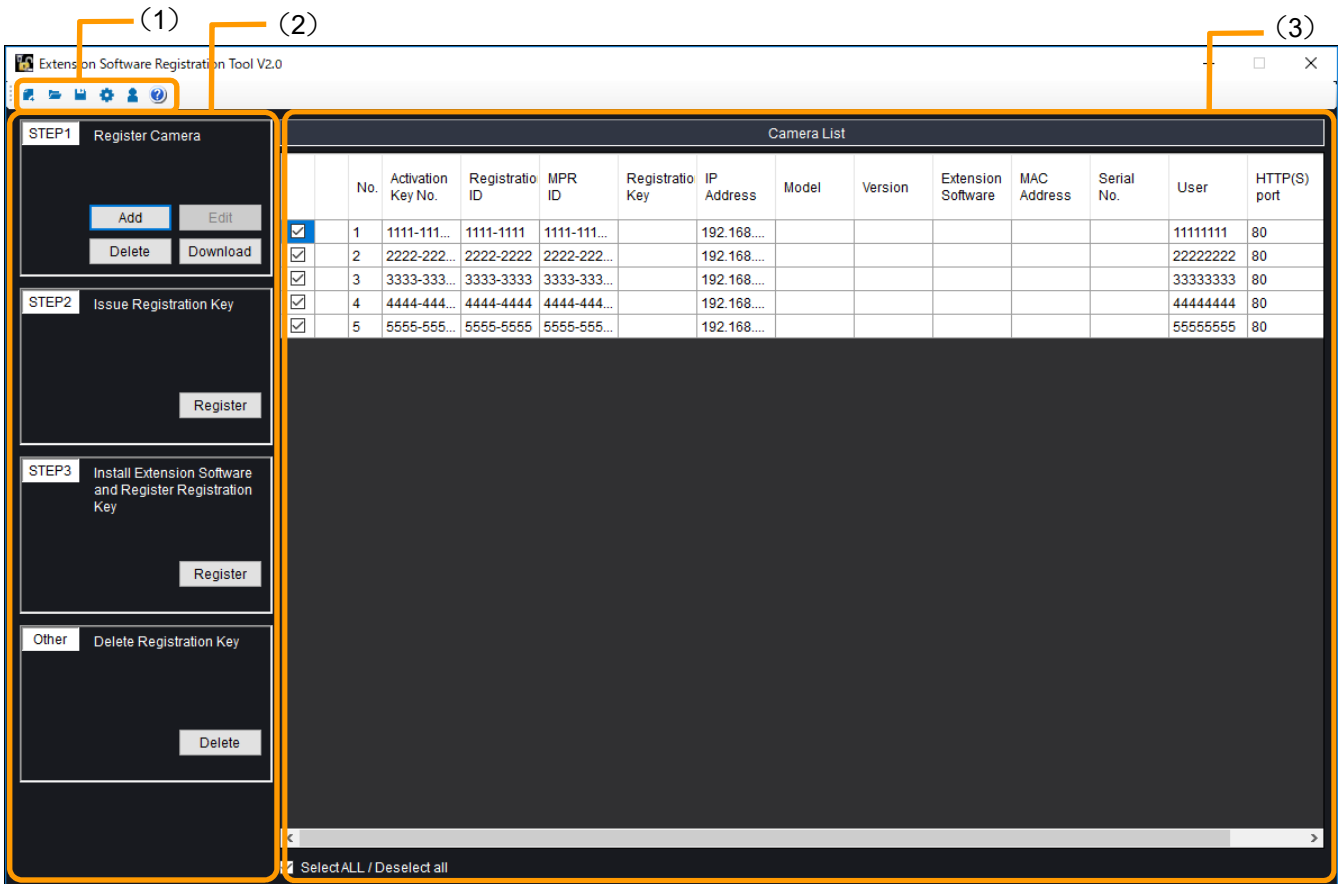 (1)
(2)
(3)
Extension Software Registration Tool V2.0
STEP1 Register Camera
Add Edit
Delete Download
STEP2 Issue Registration Key
Register
STEP3 Install Extension Software
and Register Registration
Key
Register
Other Delete Registration Key
Delete
Camera List
No. Activation Key No. Registratio ID MPR ID Registratio Key IP Address Model Version Extension Software MAC Address Serial No. User HTTP(S) port
1 1111-111... 1111-1111 1111-111... 192.168.... 11111111 80
2 2222-222... 2222-2222 2222-222... 192.168.... 22222222 80
3 3333-333... 3333-3333 3333-333... 192.168.... 33333333 80
4 4444-444... 4444-4444 4444-444... 192.168.... 44444444 80
5 5555-555... 5555-5555 5555-555... 192.168.... 55555555 80
Select ALL / Deselect all